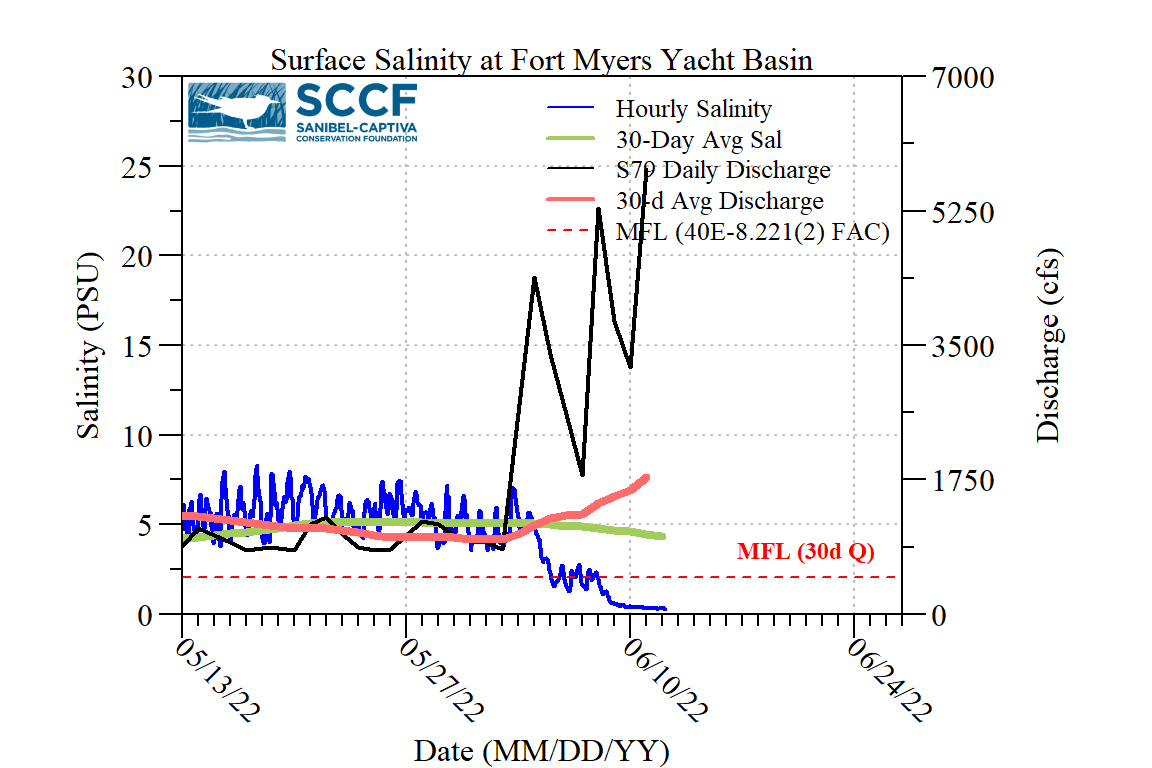 Surface Salinity at Fort Myers Yacht Basin
SCCF
SANIBEL-CAPTIVA
CONSERVATION FOUNDATION
Hourly Salinity
30-Day Avg Sal
S79 Daily Discharge
30-d Avg Discharge
MFL (40E-8.221(2) FAC)
30
25
20
15
10
5
0
Salinity (PSU)
7000
5250
3500
1750
0
Discharge (cfs)
MFL (30d Q)
05/13/22
05/27/22
06/10/22
06/24/22
Date (MM/DD/YY)